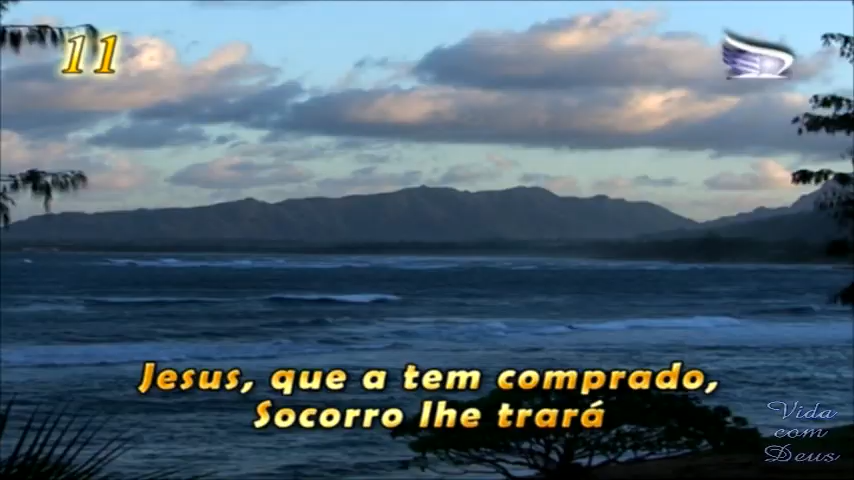 11
Jesus, que a tem comprado,
Socorro lhe trará
Vida
com
Deus